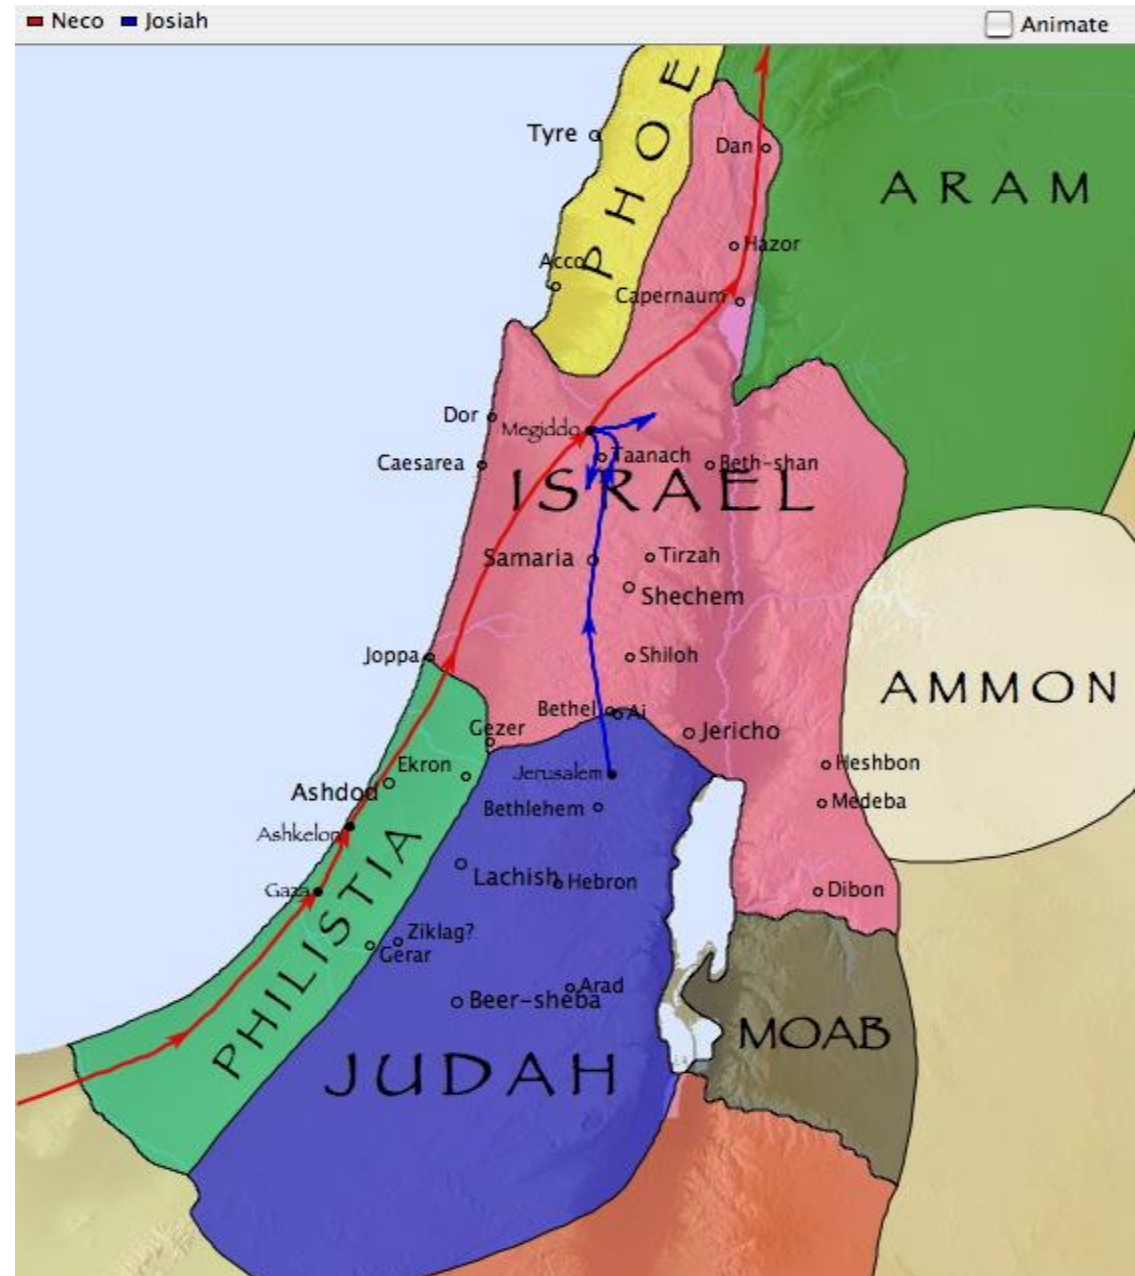 Neco Josiah Animate
PHOE
Tyre
Dan
ARAM
Hazor
Acco
Capernaum
Dor
Megiddo
Taanach
Caesarea
Beth-shan
ISRAEL
Samaria
Tirzah
Shechem
Joppa
Shiloh
AMMON
Bethel
Ai
Gezer
Jericho
Ekron
Jerusalem
Heshbon
Ashdod
Bethlehem
Medeba
Ashkelon
PHILISTIA
Lachish
Hebron
Gaza
Dibon
Ziklag?
Gerar
Arad
Beer-sheba
MOAB
JUDAH